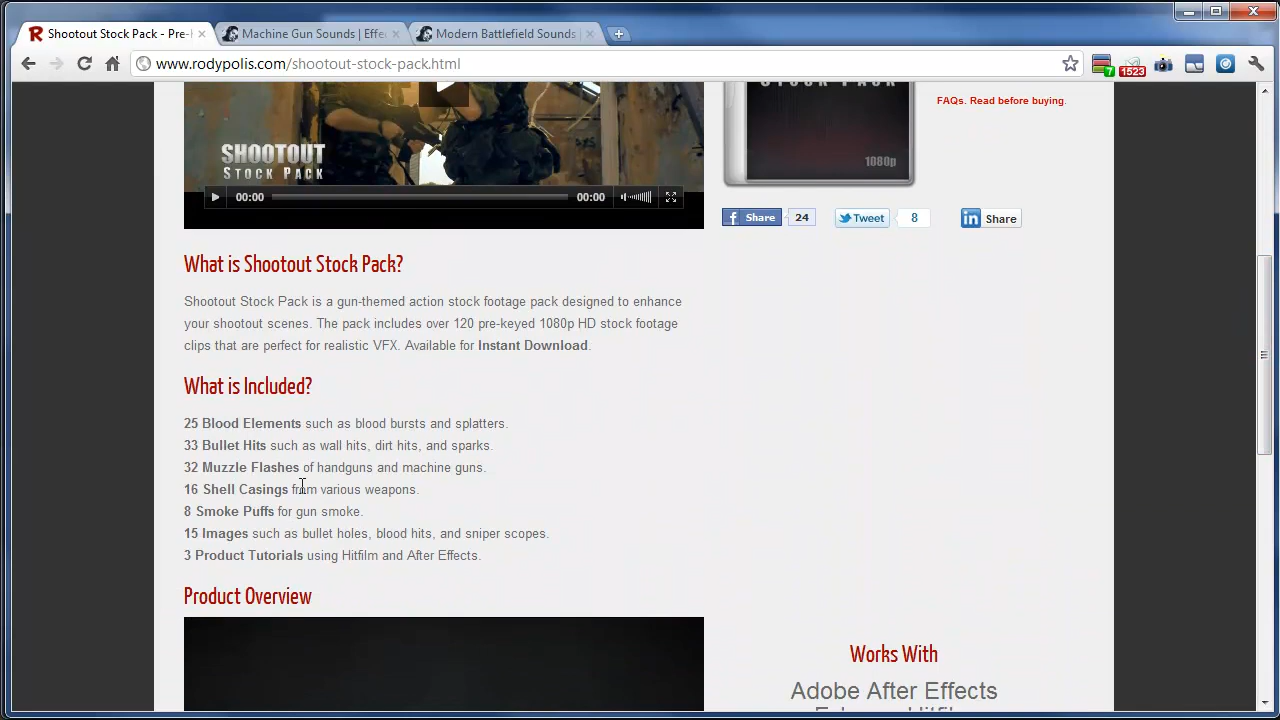 Shootout Stock Pack - Pre-
Machine Gun Sounds | Effe
Modern Battlefield Sounds
www.rodypolis.com/shootout-stock-pack.html
7
1523
STOCK PACK
1080p
FAQs. Read before buying.
SHOOTOUT
STOCK PACK
00:00
00:00
Share
24
Tweet
8
in Share
What is Shootout Stock Pack?
Shootout Stock Pack is a gun-themed action stock footage pack designed to enhance
your shootout scenes. The pack includes over 120 pre-keyed 1080p HD stock footage
clips that are perfect for realistic VFX. Available for Instant Download.
What is Included?
25 Blood Elements such as blood bursts and splatters.
33 Bullet Hits such as wall hits, dirt hits, and sparks.
32 Muzzle Flashes of handguns and machine guns.
16 Shell Casings from various weapons.
8 Smoke Puffs for gun smoke.
15 Images such as bullet holes, blood hits, and sniper scopes.
3 Product Tutorials using Hitfilm and After Effects.
Product Overview
Works With
Adobe After Effects